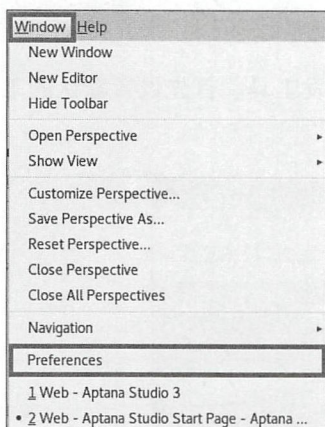 Window Help
New Window
New Editor
Hide Toolbar
Open Perspective
Show View
Customize Perspective...
Save Perspective As...
Reset Perspective...
Close Perspective
Close All Perspectives
Navigation
Preferences
1 Web - Aptana Studio 3
• 2 Web - Aptana Studio Start Page - Aptana ...